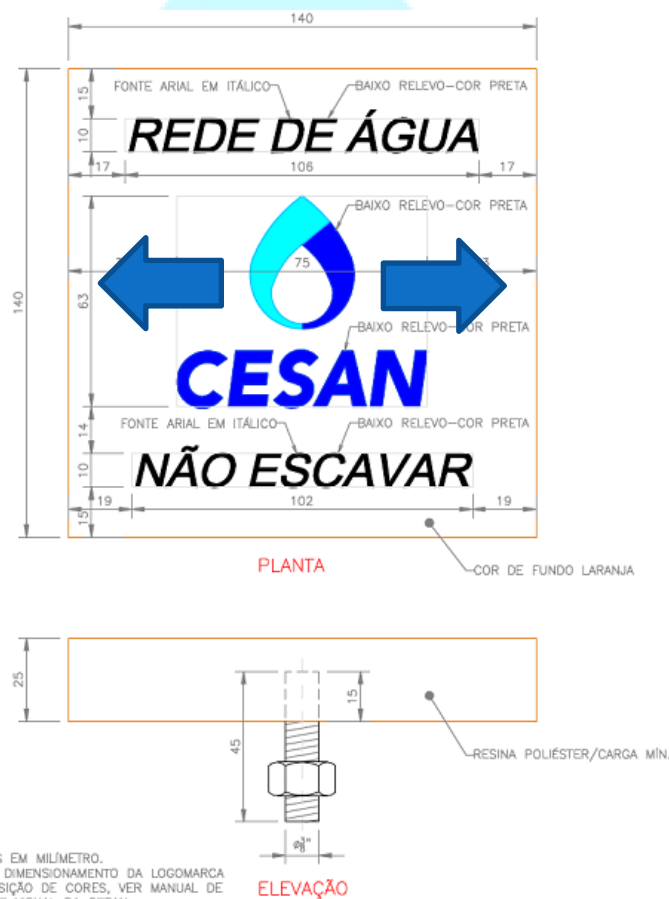 140
FONTE ARIAL EM ITÁLICO
BAIXO RELEVO-COR PRETA
15
10
REDE DE ÁGUA
17
106
17
BAIXO RELEVO-COR PRETA
75
140
63
BAIXO RELEVO-COR PRETA
CESAN
14
FONTE ARIAL EM ITÁLICO
BAIXO RELEVO-COR PRETA
10
NÃO ESCAVAR
19
102
19
15
PLANTA
COR DE FUNDO LARANJA
25
15
45
RESINA POLIÉSTER/CARGA MÍN.
S EM MILÍMETRO.
DIMENSIONAMENTO DA LOGOMARCA
SIÇÃO DE CORES, VER MANUAL DE
ELEVAÇÃO